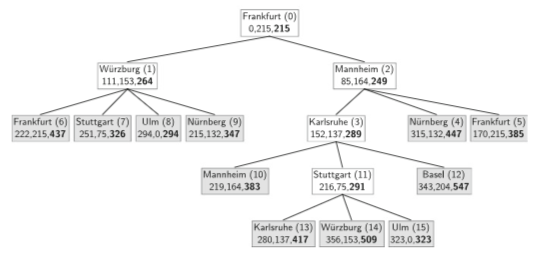 Frankfurt (0)
0,215,215
Würzburg (1)
111,153,264
Mannheim (2)
85,164,249
Frankfurt (6)
222,215,437
Stuttgart (7)
251,75,326
Ulm (8)
294,0,294
Nürnberg (9)
215,132,347
Karlsruhe (3)
152,137,289
Nürnberg (4)
315,132,447
Frankfurt (5)
170,215,385
Mannheim (10)
219,164,383
Stuttgart (11)
216,75,291
Basel (12)
343,204,547
Karlsruhe (13)
280,137,417
Würzburg (14)
356,153,509
Ulm (15)
323,0,323